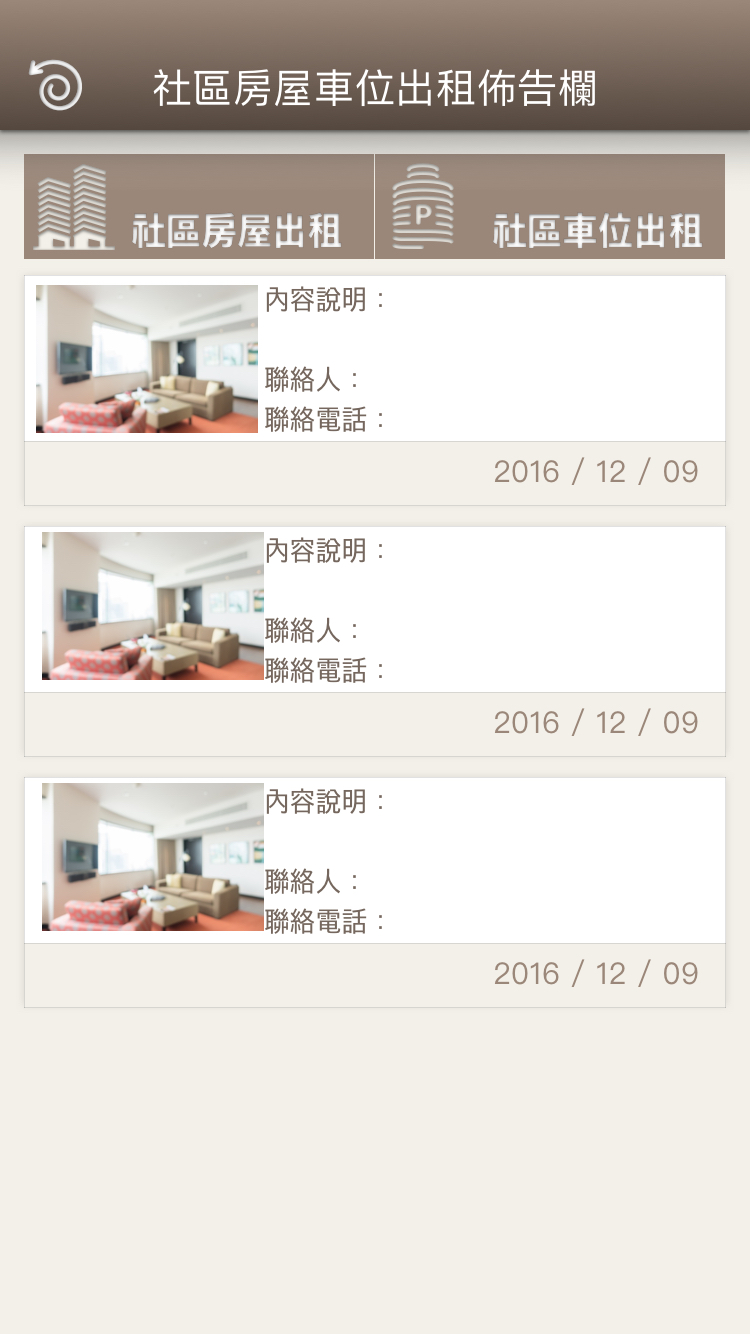 社區房屋車位出租佈告欄
社區房屋出租
P
社區車位出租
內容說明：
聯絡人：
聯絡電話：
2016 / 12 / 09
內容說明：
聯絡人：
聯絡電話：
2016 / 12 / 09
內容說明：
聯絡人：
聯絡電話：
2016 / 12 / 09